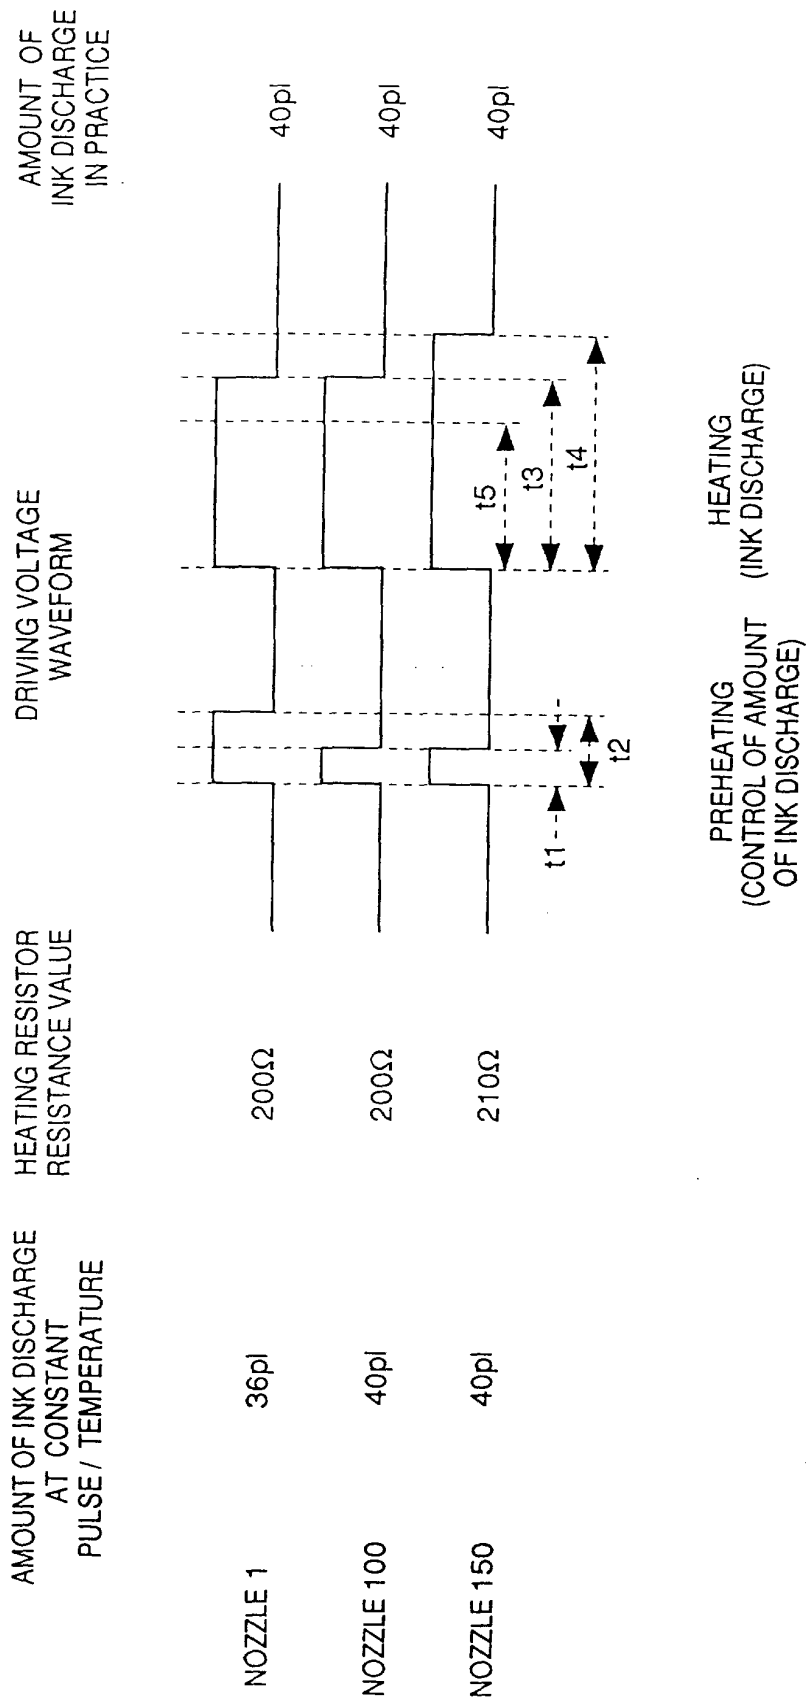 AMOUNT OF INK DISCHARGE
AT CONSTANT
PULSE / TEMPERATURE
HEATING RESISTOR
RESISTANCE VALUE
DRIVING VOLTAGE
WAVEFORM
AMOUNT OF
INK DISCHARGE
IN PRACTICE
NOZZLE 1
36pl
200Ω
40pl
NOZZLE 100
40pl
200Ω
40pl
NOZZLE 150
40pl
210Ω
40pl
t1
t2
t5
t3
t4
PREHEATING
(CONTROL OF AMOUNT
OF INK DISCHARGE)
HEATING
(INK DISCHARGE)